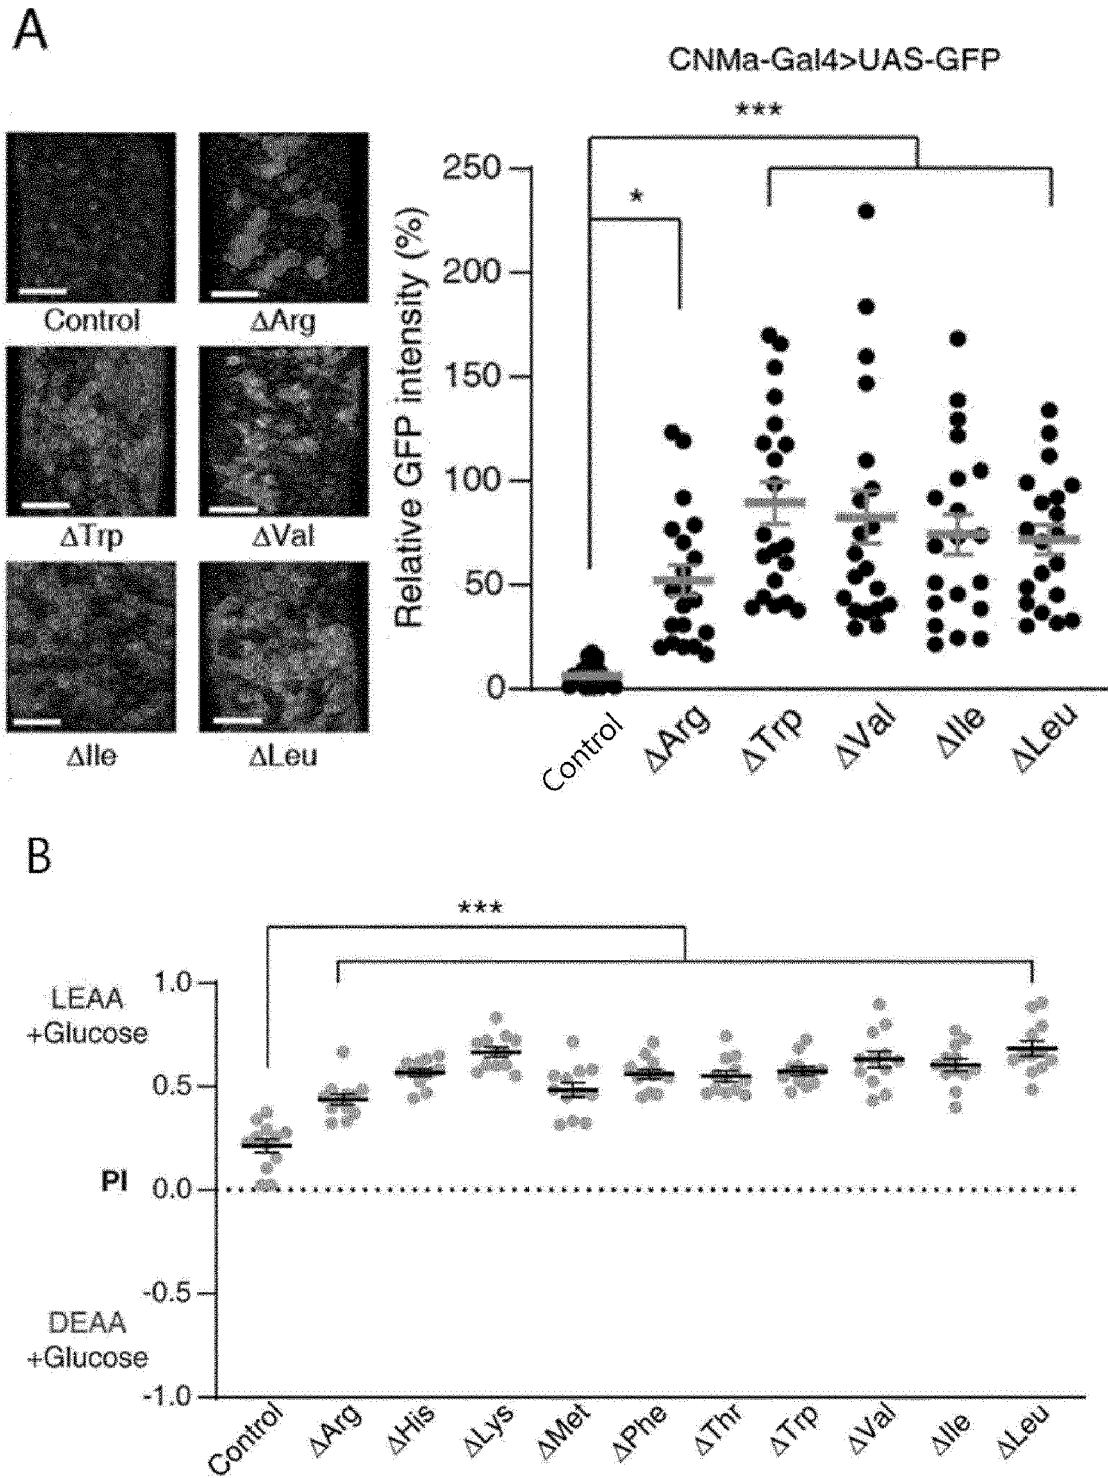 A
CNMa-Gal4>UAS-GFP
***
*
Control
ΔArg
ΔTrp
ΔVal
ΔIle
ΔLeu
Relative GFP intensity (%)
250
200
150
100
50
0
Control
ΔArg
ΔTrp
ΔVal
ΔIle
ΔLeu
B
***
LEAA
+Glucose
PI
DEAA
+Glucose
1.0
0.5
0.0
-0.5
-1.0
Control
ΔArg
ΔHis
ΔLys
ΔMet
ΔPhe
ΔThr
ΔTrp
ΔVal
ΔIle
ΔLeu